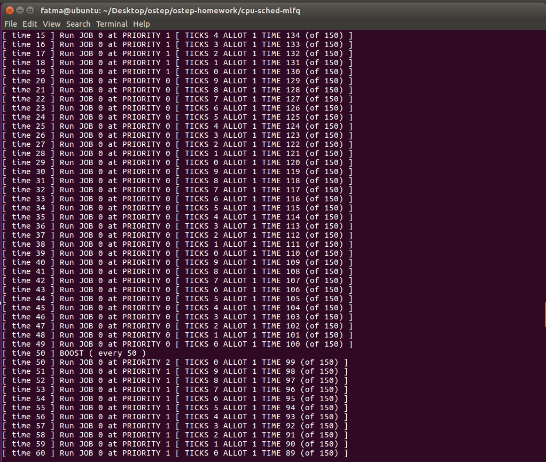 fatma@ubuntu: ~/Desktop/ostep/ostep-homework/cpu-sched-mlfq
File Edit View Search Terminal Help
[ time 15 ] Run JOB 0 at PRIORITY 1 [ TICKS 4 ALLOT 1 TIME 134 (of 150) ]
[ time 16 ] Run JOB 0 at PRIORITY 1 [ TICKS 3 ALLOT 1 TIME 133 (of 150) ]
[ time 17 ] Run JOB 0 at PRIORITY 1 [ TICKS 2 ALLOT 1 TIME 132 (of 150) ]
[ time 18 ] Run JOB 0 at PRIORITY 1 [ TICKS 1 ALLOT 1 TIME 131 (of 150) ]
[ time 19 ] Run JOB 0 at PRIORITY 1 [ TICKS 0 ALLOT 1 TIME 130 (of 150) ]
[ time 20 ] Run JOB 0 at PRIORITY 0 [ TICKS 9 ALLOT 1 TIME 129 (of 150) ]
[ time 21 ] Run JOB 0 at PRIORITY 0 [ TICKS 8 ALLOT 1 TIME 128 (of 150) ]
[ time 22 ] Run JOB 0 at PRIORITY 0 [ TICKS 7 ALLOT 1 TIME 127 (of 150) ]
[ time 23 ] Run JOB 0 at PRIORITY 0 [ TICKS 6 ALLOT 1 TIME 126 (of 150) ]
[ time 24 ] Run JOB 0 at PRIORITY 0 [ TICKS 5 ALLOT 1 TIME 125 (of 150) ]
[ time 25 ] Run JOB 0 at PRIORITY 0 [ TICKS 4 ALLOT 1 TIME 124 (of 150) ]
[ time 26 ] Run JOB 0 at PRIORITY 0 [ TICKS 3 ALLOT 1 TIME 123 (of 150) ]
[ time 27 ] Run JOB 0 at PRIORITY 0 [ TICKS 2 ALLOT 1 TIME 122 (of 150) ]
[ time 28 ] Run JOB 0 at PRIORITY 0 [ TICKS 1 ALLOT 1 TIME 121 (of 150) ]
[ time 29 ] Run JOB 0 at PRIORITY 0 [ TICKS 0 ALLOT 1 TIME 120 (of 150) ]
[ time 30 ] Run JOB 0 at PRIORITY 0 [ TICKS 9 ALLOT 1 TIME 119 (of 150) ]
[ time 31 ] Run JOB 0 at PRIORITY 0 [ TICKS 8 ALLOT 1 TIME 118 (of 150) ]
[ time 32 ] Run JOB 0 at PRIORITY 0 [ TICKS 7 ALLOT 1 TIME 117 (of 150) ]
[ time 33 ] Run JOB 0 at PRIORITY 0 [ TICKS 6 ALLOT 1 TIME 116 (of 150) ]
[ time 34 ] Run JOB 0 at PRIORITY 0 [ TICKS 5 ALLOT 1 TIME 115 (of 150) ]
[ time 35 ] Run JOB 0 at PRIORITY 0 [ TICKS 4 ALLOT 1 TIME 114 (of 150) ]
[ time 36 ] Run JOB 0 at PRIORITY 0 [ TICKS 3 ALLOT 1 TIME 113 (of 150) ]
[ time 37 ] Run JOB 0 at PRIORITY 0 [ TICKS 2 ALLOT 1 TIME 112 (of 150) ]
[ time 38 ] Run JOB 0 at PRIORITY 0 [ TICKS 1 ALLOT 1 TIME 111 (of 150) ]
[ time 39 ] Run JOB 0 at PRIORITY 0 [ TICKS 0 ALLOT 1 TIME 110 (of 150) ]
[ time 40 ] Run JOB 0 at PRIORITY 0 [ TICKS 9 ALLOT 1 TIME 109 (of 150) ]
[ time 41 ] Run JOB 0 at PRIORITY 0 [ TICKS 8 ALLOT 1 TIME 108 (of 150) ]
[ time 42 ] Run JOB 0 at PRIORITY 0 [ TICKS 7 ALLOT 1 TIME 107 (of 150) ]
[ time 43 ] Run JOB 0 at PRIORITY 0 [ TICKS 6 ALLOT 1 TIME 106 (of 150) ]
[ time 44 ] Run JOB 0 at PRIORITY 0 [ TICKS 5 ALLOT 1 TIME 105 (of 150) ]
[ time 45 ] Run JOB 0 at PRIORITY 0 [ TICKS 4 ALLOT 1 TIME 104 (of 150) ]
[ time 46 ] Run JOB 0 at PRIORITY 0 [ TICKS 3 ALLOT 1 TIME 103 (of 150) ]
[ time 47 ] Run JOB 0 at PRIORITY 0 [ TICKS 2 ALLOT 1 TIME 102 (of 150) ]
[ time 48 ] Run JOB 0 at PRIORITY 0 [ TICKS 1 ALLOT 1 TIME 101 (of 150) ]
[ time 49 ] Run JOB 0 at PRIORITY 0 [ TICKS 0 ALLOT 1 TIME 100 (of 150) ]
[ time 50 ] BOOST ( every 50 )
[ time 50 ] Run JOB 0 at PRIORITY 2 [ TICKS 0 ALLOT 1 TIME 99 (of 150) ]
[ time 51 ] Run JOB 0 at PRIORITY 1 [ TICKS 9 ALLOT 1 TIME 98 (of 150) ]
[ time 52 ] Run JOB 0 at PRIORITY 1 [ TICKS 8 ALLOT 1 TIME 97 (of 150) ]
[ time 53 ] Run JOB 0 at PRIORITY 1 [ TICKS 7 ALLOT 1 TIME 96 (of 150) ]
[ time 54 ] Run JOB 0 at PRIORITY 1 [ TICKS 6 ALLOT 1 TIME 95 (of 150) ]
[ time 55 ] Run JOB 0 at PRIORITY 1 [ TICKS 5 ALLOT 1 TIME 94 (of 150) ]
[ time 56 ] Run JOB 0 at PRIORITY 1 [ TICKS 4 ALLOT 1 TIME 93 (of 150) ]
[ time 57 ] Run JOB 0 at PRIORITY 1 [ TICKS 3 ALLOT 1 TIME 92 (of 150) ]
[ time 58 ] Run JOB 0 at PRIORITY 1 [ TICKS 2 ALLOT 1 TIME 91 (of 150) ]
[ time 59 ] Run JOB 0 at PRIORITY 1 [ TICKS 1 ALLOT 1 TIME 90 (of 150) ]
[ time 60 ] Run JOB 0 at PRIORITY 1 [ TICKS 0 ALLOT 1 TIME 89 (of 150) ]